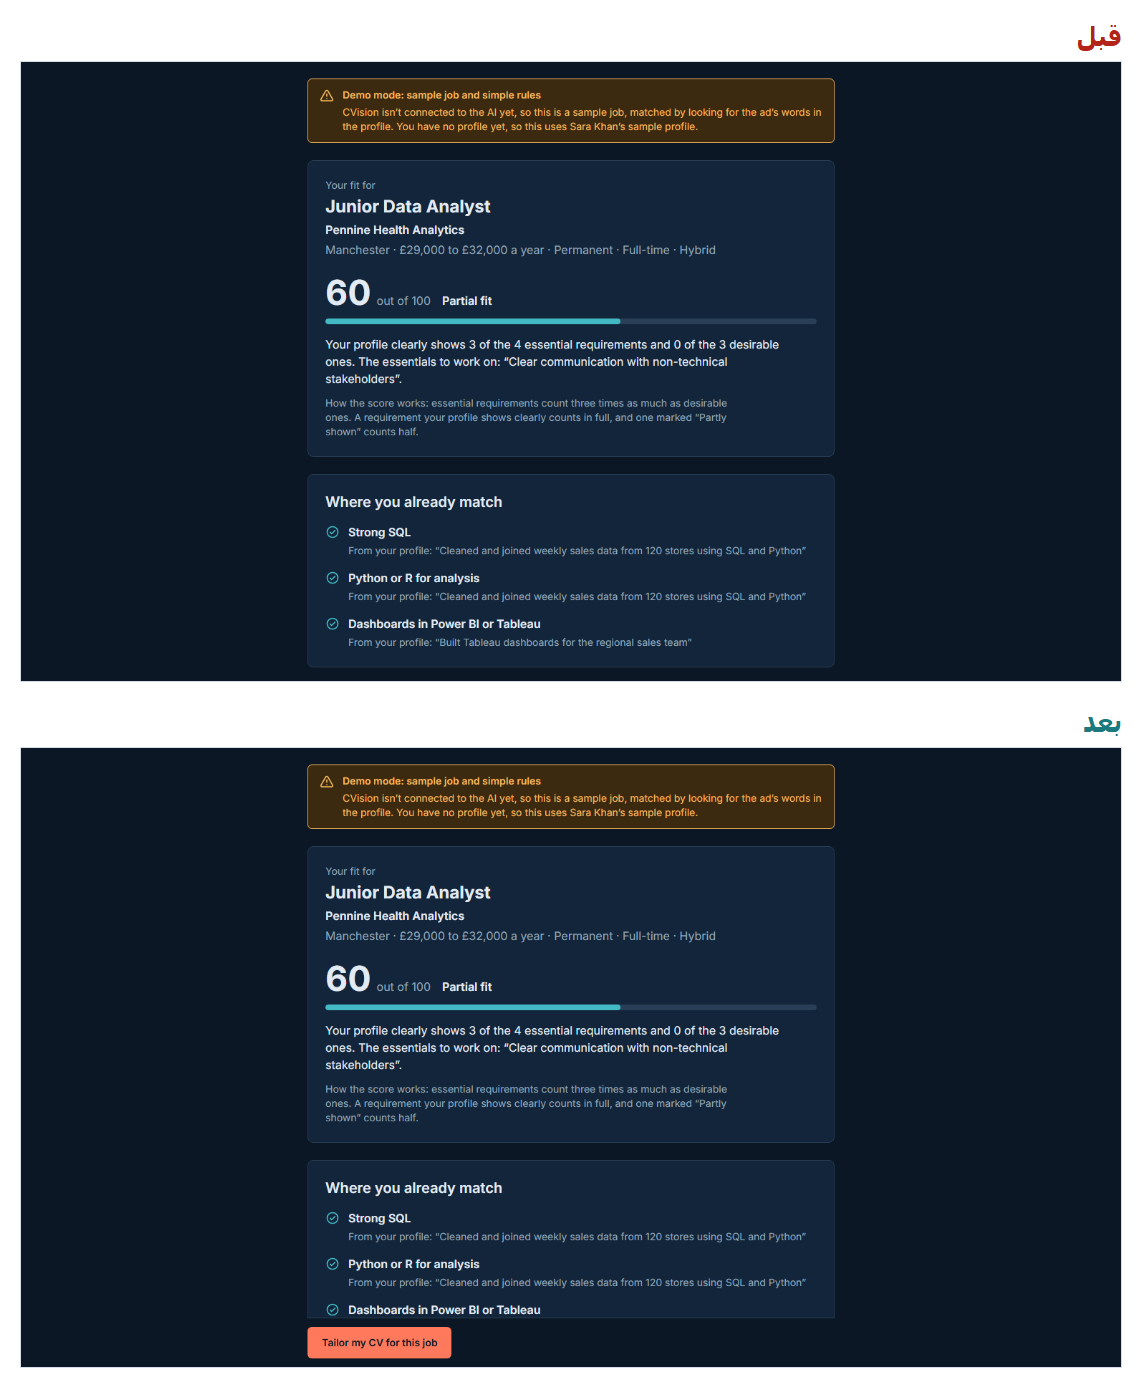 قبل
Demo mode: sample job and simple rules
CVision isn't connected to the AI yet, so this is a sample job, matched by looking for the ad's words in
the profile. You have no profile yet, so this uses Sara Khan's sample profile.
Your fit for
Junior Data Analyst
Pennine Health Analytics
Manchester · £29,000 to £32,000 a year · Permanent · Full-time · Hybrid
60 out of 100 Partial fit
Your profile clearly shows 3 of the 4 essential requirements and 0 of the 3 desirable
ones. The essentials to work on: “Clear communication with non-technical
stakeholders”.
How the score works: essential requirements count three times as much as desirable
ones. A requirement your profile shows clearly counts in full, and one marked “Partly
shown” counts half.
Where you already match
Strong SQL
From your profile: “Cleaned and joined weekly sales data from 120 stores using SQL and Python”
Python or R for analysis
From your profile: “Cleaned and joined weekly sales data from 120 stores using SQL and Python”
Dashboards in Power BI or Tableau
From your profile: “Built Tableau dashboards for the regional sales team”
بعد
Demo mode: sample job and simple rules
CVision isn't connected to the AI yet, so this is a sample job, matched by looking for the ad's words in
the profile. You have no profile yet, so this uses Sara Khan's sample profile.
Your fit for
Junior Data Analyst
Pennine Health Analytics
Manchester · £29,000 to £32,000 a year · Permanent · Full-time · Hybrid
60 out of 100 Partial fit
Your profile clearly shows 3 of the 4 essential requirements and 0 of the 3 desirable
ones. The essentials to work on: “Clear communication with non-technical
stakeholders”.
How the score works: essential requirements count three times as much as desirable
ones. A requirement your profile shows clearly counts in full, and one marked “Partly
shown” counts half.
Where you already match
Strong SQL
From your profile: “Cleaned and joined weekly sales data from 120 stores using SQL and Python”
Python or R for analysis
From your profile: “Cleaned and joined weekly sales data from 120 stores using SQL and Python”
Dashboards in Power BI or Tableau
Tailor my CV for this job